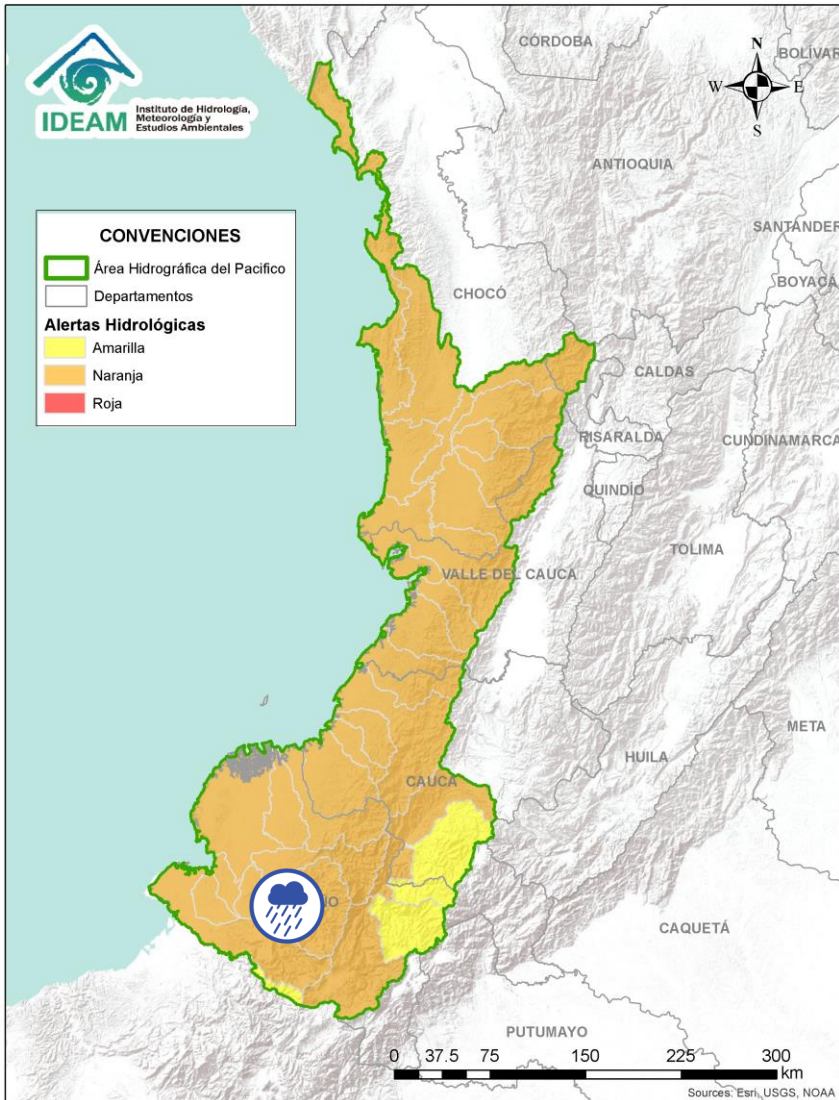 IDEAM
Instituto de Hidrología,
Meteorología y
Estudios Ambientales
CÓRDOBA
BOLÍVAR
N
W
E
S
ANTIOQUIA
SANTANDER
BOYACÁ
CONVENCIONES
Área Hidrográfica del Pacifico
Departamentos
Alertas Hidrológicas
Amarilla
Naranja
Roja
CHOCÓ
CALDAS
RISARALDA
CUNDINAMARCA
QUINDÍO
TOLIMA
VALLE DEL CAUCA
META
HUILA
CAUCA
NO
CAQUETÁ
PUTUMAYO
0 37.5 75 150 225 300
km
Sources: Esri, USGS, NOAA